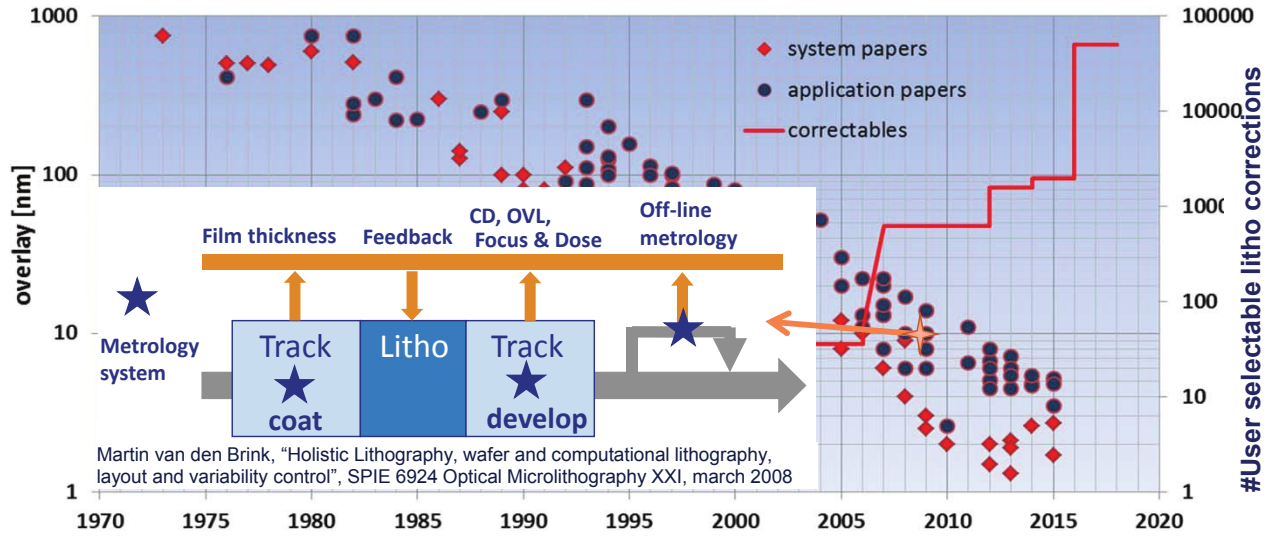 1000
100
10
1
overlay [nm]
100000
10000
1000
100
10
1
#User selectable litho corrections
system papers
application papers
correctables
Film thickness
Feedback
CD, OVL,
Focus & Dose
Off-line
metrology
Metrology
system
Track
coat
Litho
Track
develop
Martin van den Brink, “Holistic Lithography, wafer and computational lithography,
layout and variability control”, SPIE 6924 Optical Microlithography XXI, march 2008
1970 1975 1980 1985 1990 1995 2000 2005 2010 2015 2020